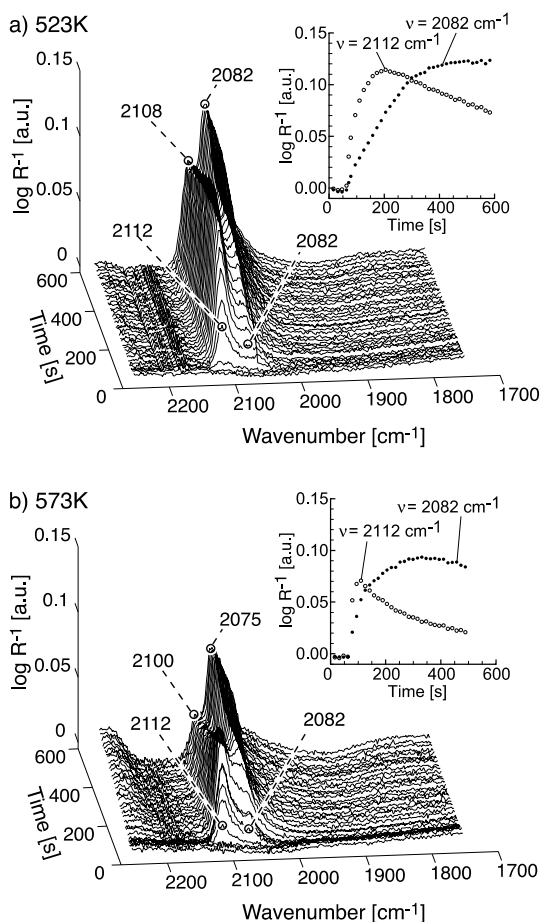 a) 523K
0.15
0.1
0.05
0
log R⁻¹ [a.u.]
600
400
200
0
Time [s]
2108
2082
2112
2082
2200
2100
2000
1900
1800
1700
Wavenumber [cm⁻¹]
ν = 2082 cm⁻¹
ν = 2112 cm⁻¹
0.15
0.10
0.05
0.00
log R⁻¹ [a.u.]
0 200 400 600
Time [s]
b) 573K
0.15
0.1
0.05
0
log R⁻¹ [a.u.]
600
400
200
0
Time [s]
2075
2100
2112
2082
2200
2100
2000
1900
1800
1700
Wavenumber [cm⁻¹]
ν = 2082 cm⁻¹
ν = 2112 cm⁻¹
0.15
0.10
0.05
0.00
log R⁻¹ [a.u.]
0 200 400 600
Time [s]